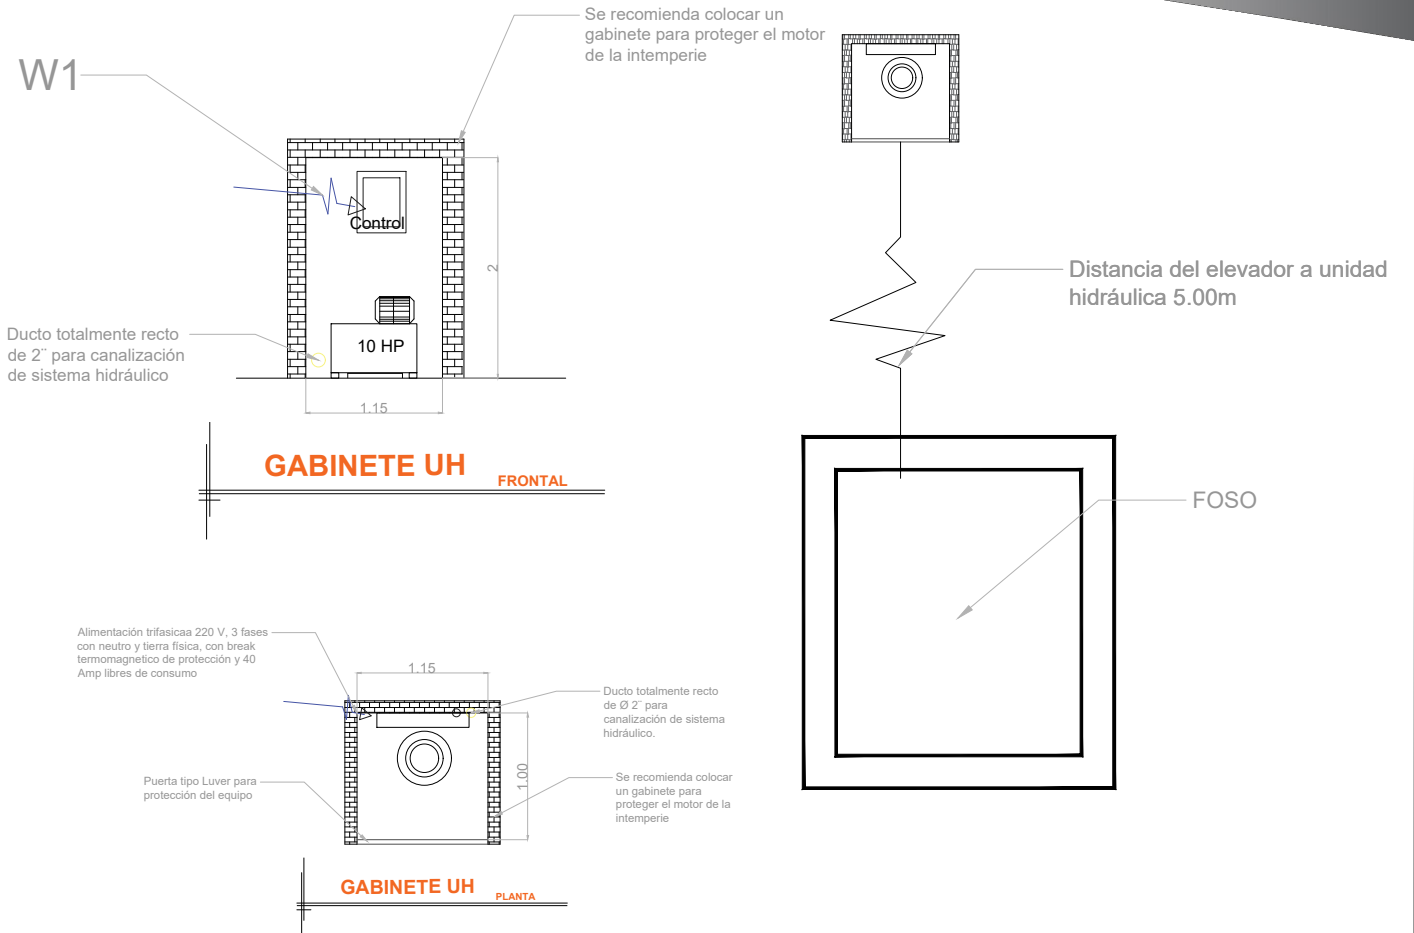 Se recomienda colocar un
gabinete para proteger el motor
de la intemperie
W1
Control
2
Ducto totalmente recto
de 2¨ para canalización
de sistema hidráulico
10 HP
1.15
GABINETE UH
FRONTAL
Distancia del elevador a unidad
hidráulica 5.00m
FOSO
Alimentación trifasicaa 220 V, 3 fases
con neutro y tierra física, con break
termomagnetico de protección y 40
Amp libres de consumo
1.15
Ducto totalmente recto
de Ø 2¨ para
canalización de sistema
hidráulico.
1.00
Puerta tipo Luver para
protección del equipo
Se recomienda colocar
un gabinete para
proteger el motor de la
intemperie
GABINETE UH
PLANTA